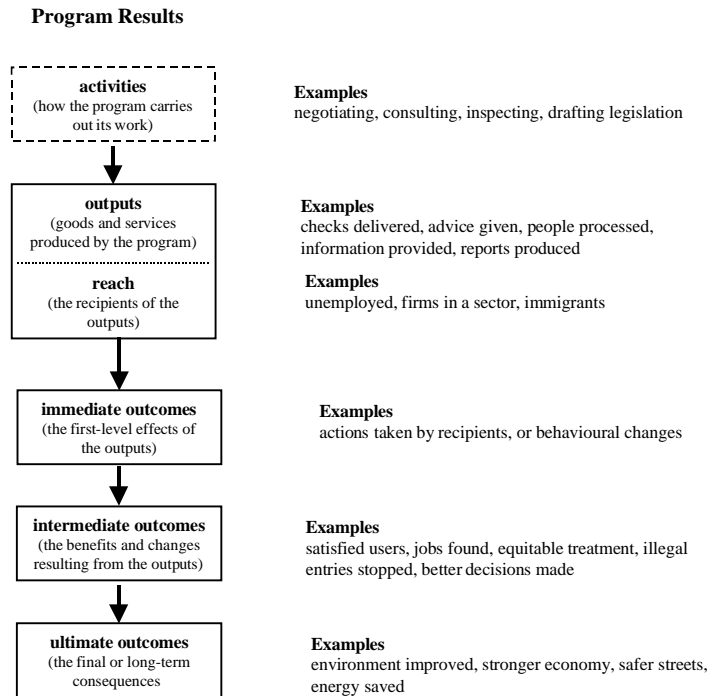 Program Results
activities
(how the program carries
out its work)
Examples
negotiating, consulting, inspecting, drafting legislation
outputs
(goods and services
produced by the program)
Examples
checks delivered, advice given, people processed,
information provided, reports produced
reach
(the recipients of the
outputs)
Examples
unemployed, firms in a sector, immigrants
immediate outcomes
(the first-level effects of
the outputs)
Examples
actions taken by recipients, or behavioural changes
intermediate outcomes
(the benefits and changes
resulting from the outputs)
Examples
satisfied users, jobs found, equitable treatment, illegal
entries stopped, better decisions made
ultimate outcomes
(the final or long-term
consequences
Examples
environment improved, stronger economy, safer streets,
energy saved